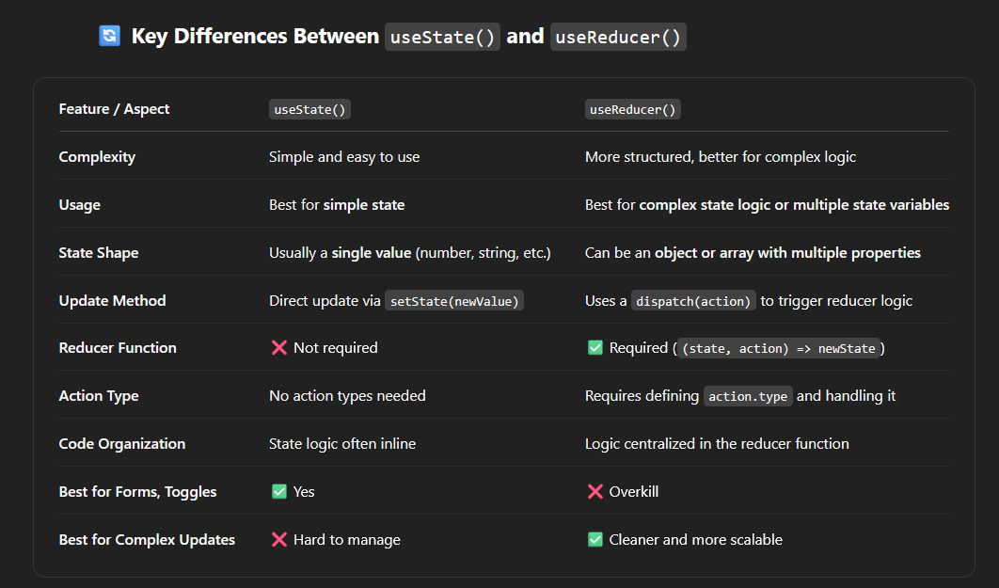 Key Differences Between useState() and useReducer()
Feature / Aspect useState() useReducer()
Complexity Simple and easy to use More structured, better for complex logic
Usage Best for simple state Best for complex state logic or multiple state variables
State Shape Usually a single value (number, string, etc.) Can be an object or array with multiple properties
Update Method Direct update via setState(newValue) Uses a dispatch(action) to trigger reducer logic
Reducer Function ❌ Not required ✅ Required ((state, action) => newState)
Action Type No action types needed Requires defining action.type and handling it
Code Organization State logic often inline Logic centralized in the reducer function
Best for Forms, Toggles ✅ Yes ❌ Overkill
Best for Complex Updates ❌ Hard to manage ✅ Cleaner and more scalable